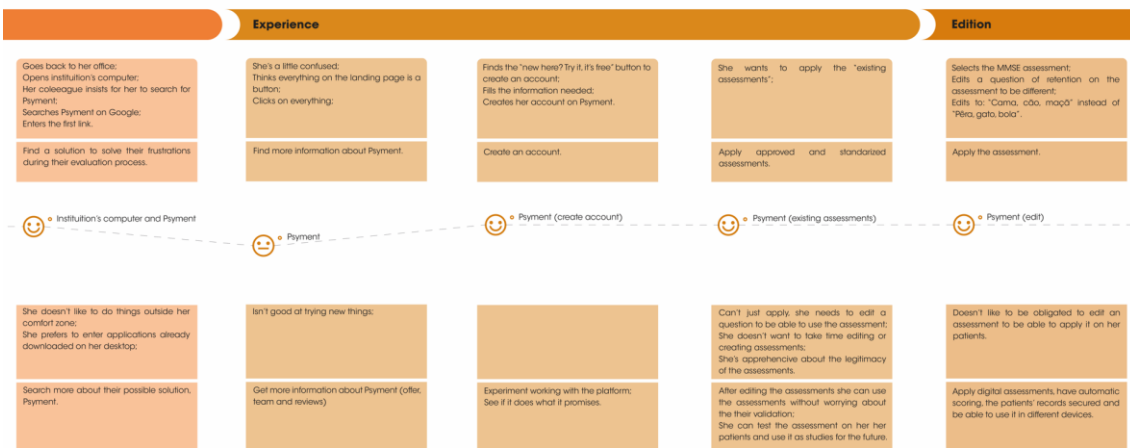 Experience
Edition
Goes back to her office;
Opens instituition's computer;
Her coleeague insists for her to search for
Psyment;
Searches Psyment on Google;
Enters the first link.
She's a little confused;
Thinks everything on the landing page is a
button;
Clicks on everything;
Finds the "new here? Try it, it's free" button to
create an account;
Fills the information needed;
Creates her account on Psyment.
She wants to apply the "existing
assessments";
Selects the MMSE assessment;
Edits a question of retention on the
assessment to be different;
Edits to: "Cama, cão, maçã" instead of
"Pêra, gato, bola".
Find a solution to solve their frustrations
during their evaluation process.
Find more information about Psyment.
Create an account.
Apply approved and standarized
assessments.
Apply the assessment.
Instituition's computer and Psyment
Psyment
Psyment (create account)
Psyment (existing assessments)
Psyment (edit)
She doesn't like to do things outside her
comfort zone;
She prefers to enter applications already
downloaded on her desktop;
Isn't good at trying new things;
Can't just apply, she needs to edit a
question to be able to use the assessment;
She doesn't want to take time editing or
creating assessments;
She's apprehencive about the legitimacy
of the assessments.
Doesn't like to be obligated to edit an
assessment to be able to apply it on her
patients.
Search more about their possible solution,
Psyment.
Get more information about Psyment (offer,
team and reviews)
Experiment working with the platform;
See if it does what it promises.
After editing the assessments she can use
the assessments without worrying about
the their validation;
She can test the assessment on her her
patients and use it as studies for the future.
Apply digital assessments, have automatic
scoring, the patients' records secured and
be able to use it in different devices.